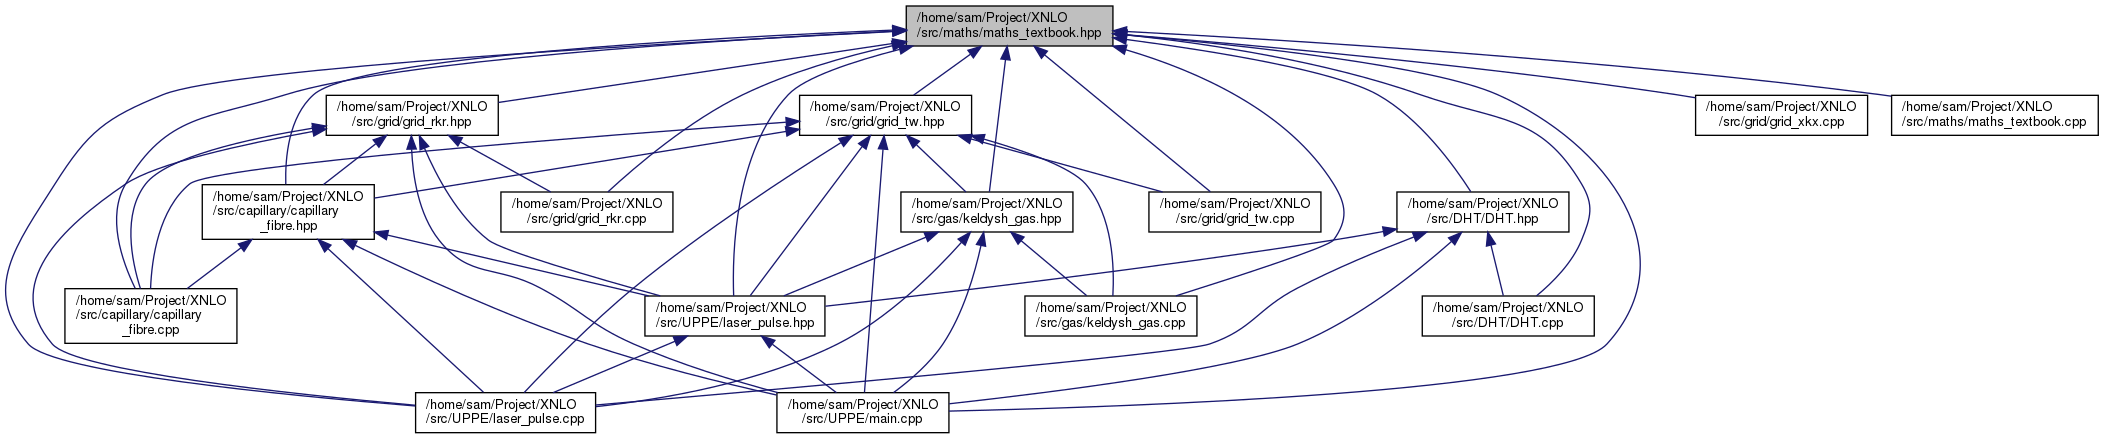 /home/sam/Project/XNLO
/src/maths/maths_textbook.hpp
/home/sam/Project/XNLO
/src/grid/grid_rkr.hpp
/home/sam/Project/XNLO
/src/grid/grid_tw.hpp
/home/sam/Project/XNLO
/src/grid/grid_xkx.cpp
/home/sam/Project/XNLO
/src/maths/maths_textbook.cpp
/home/sam/Project/XNLO
/src/capillary/capillary
_fibre.hpp
/home/sam/Project/XNLO
/src/grid/grid_rkr.cpp
/home/sam/Project/XNLO
/src/gas/keldysh_gas.hpp
/home/sam/Project/XNLO
/src/grid/grid_tw.cpp
/home/sam/Project/XNLO
/src/DHT/DHT.hpp
/home/sam/Project/XNLO
/src/capillary/capillary
_fibre.cpp
/home/sam/Project/XNLO
/src/UPPE/laser_pulse.hpp
/home/sam/Project/XNLO
/src/gas/keldysh_gas.cpp
/home/sam/Project/XNLO
/src/DHT/DHT.cpp
/home/sam/Project/XNLO
/src/UPPE/laser_pulse.cpp
/home/sam/Project/XNLO
/src/UPPE/main.cpp